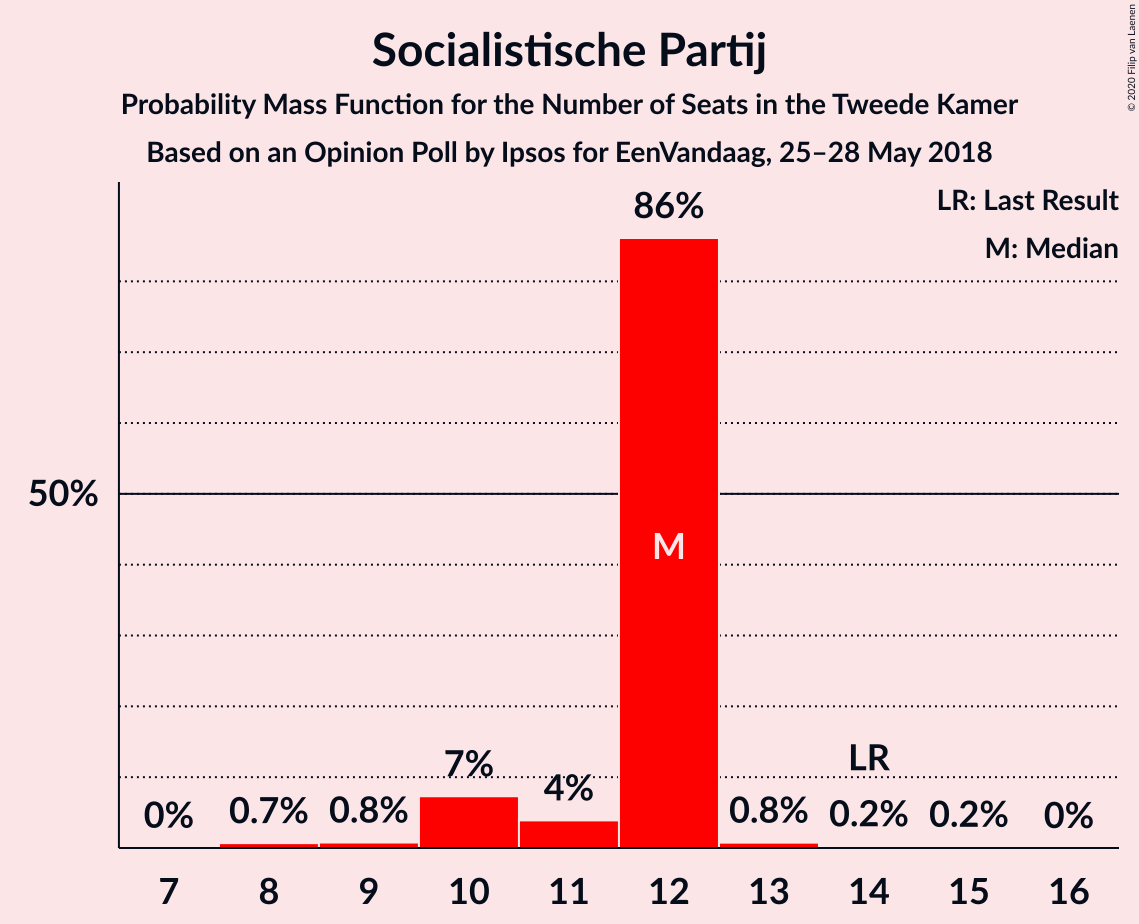 Socialistische Partij
Probability Mass Function for the Number of Seats in the Tweede Kamer
Based on an Opinion Poll by Ipsos for EenVandaag, 25–28 May 2018
© 2020 Filip van Laenen
LR: Last Result
M: Median
86%
50%
M
LR
0%
0.7%
0.8%
7%
4%
0.8%
0.2%
0.2%
0%
7 8 9 10 11 12 13 14 15 16